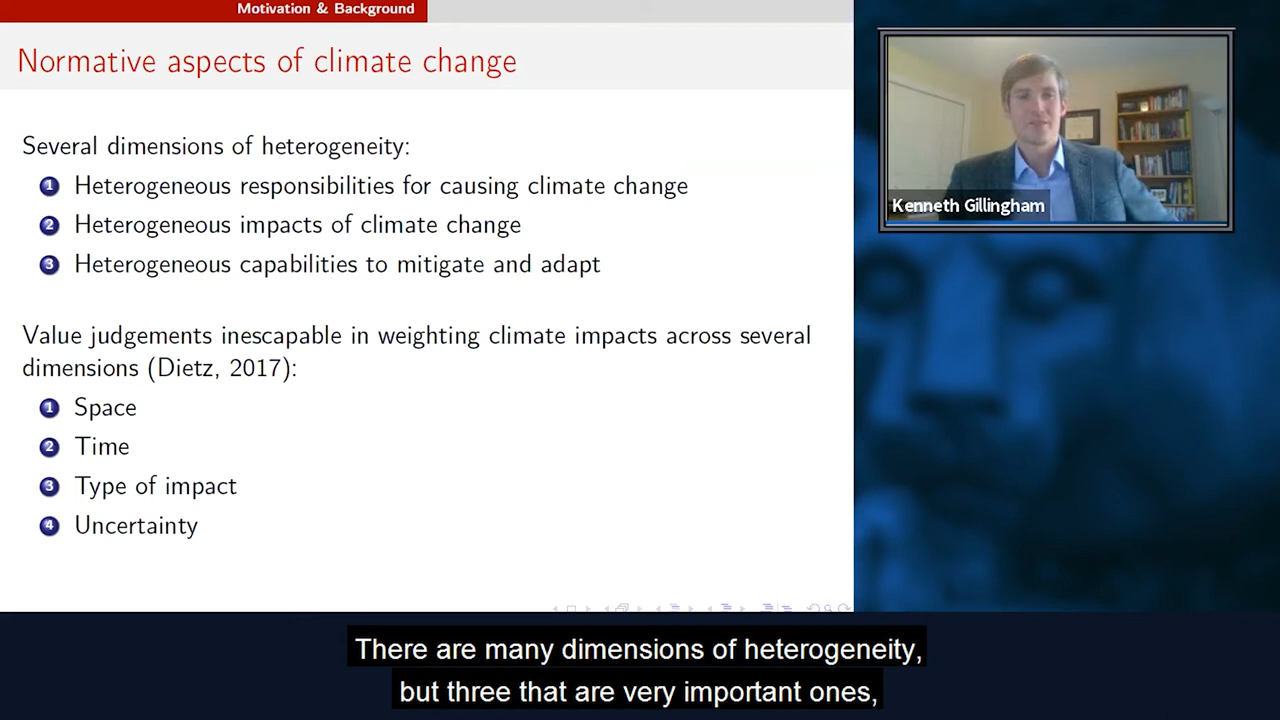 Motivation & Background
Normative aspects of climate change
Several dimensions of heterogeneity:
1 Heterogeneous responsibilities for causing climate change
2 Heterogeneous impacts of climate change
3 Heterogeneous capabilities to mitigate and adapt
Value judgements inescapable in weighting climate impacts across several
dimensions (Dietz, 2017):
1 Space
2 Time
3 Type of impact
4 Uncertainty
Kenneth Gillingham
There are many dimensions of heterogeneity,
but three that are very important ones,